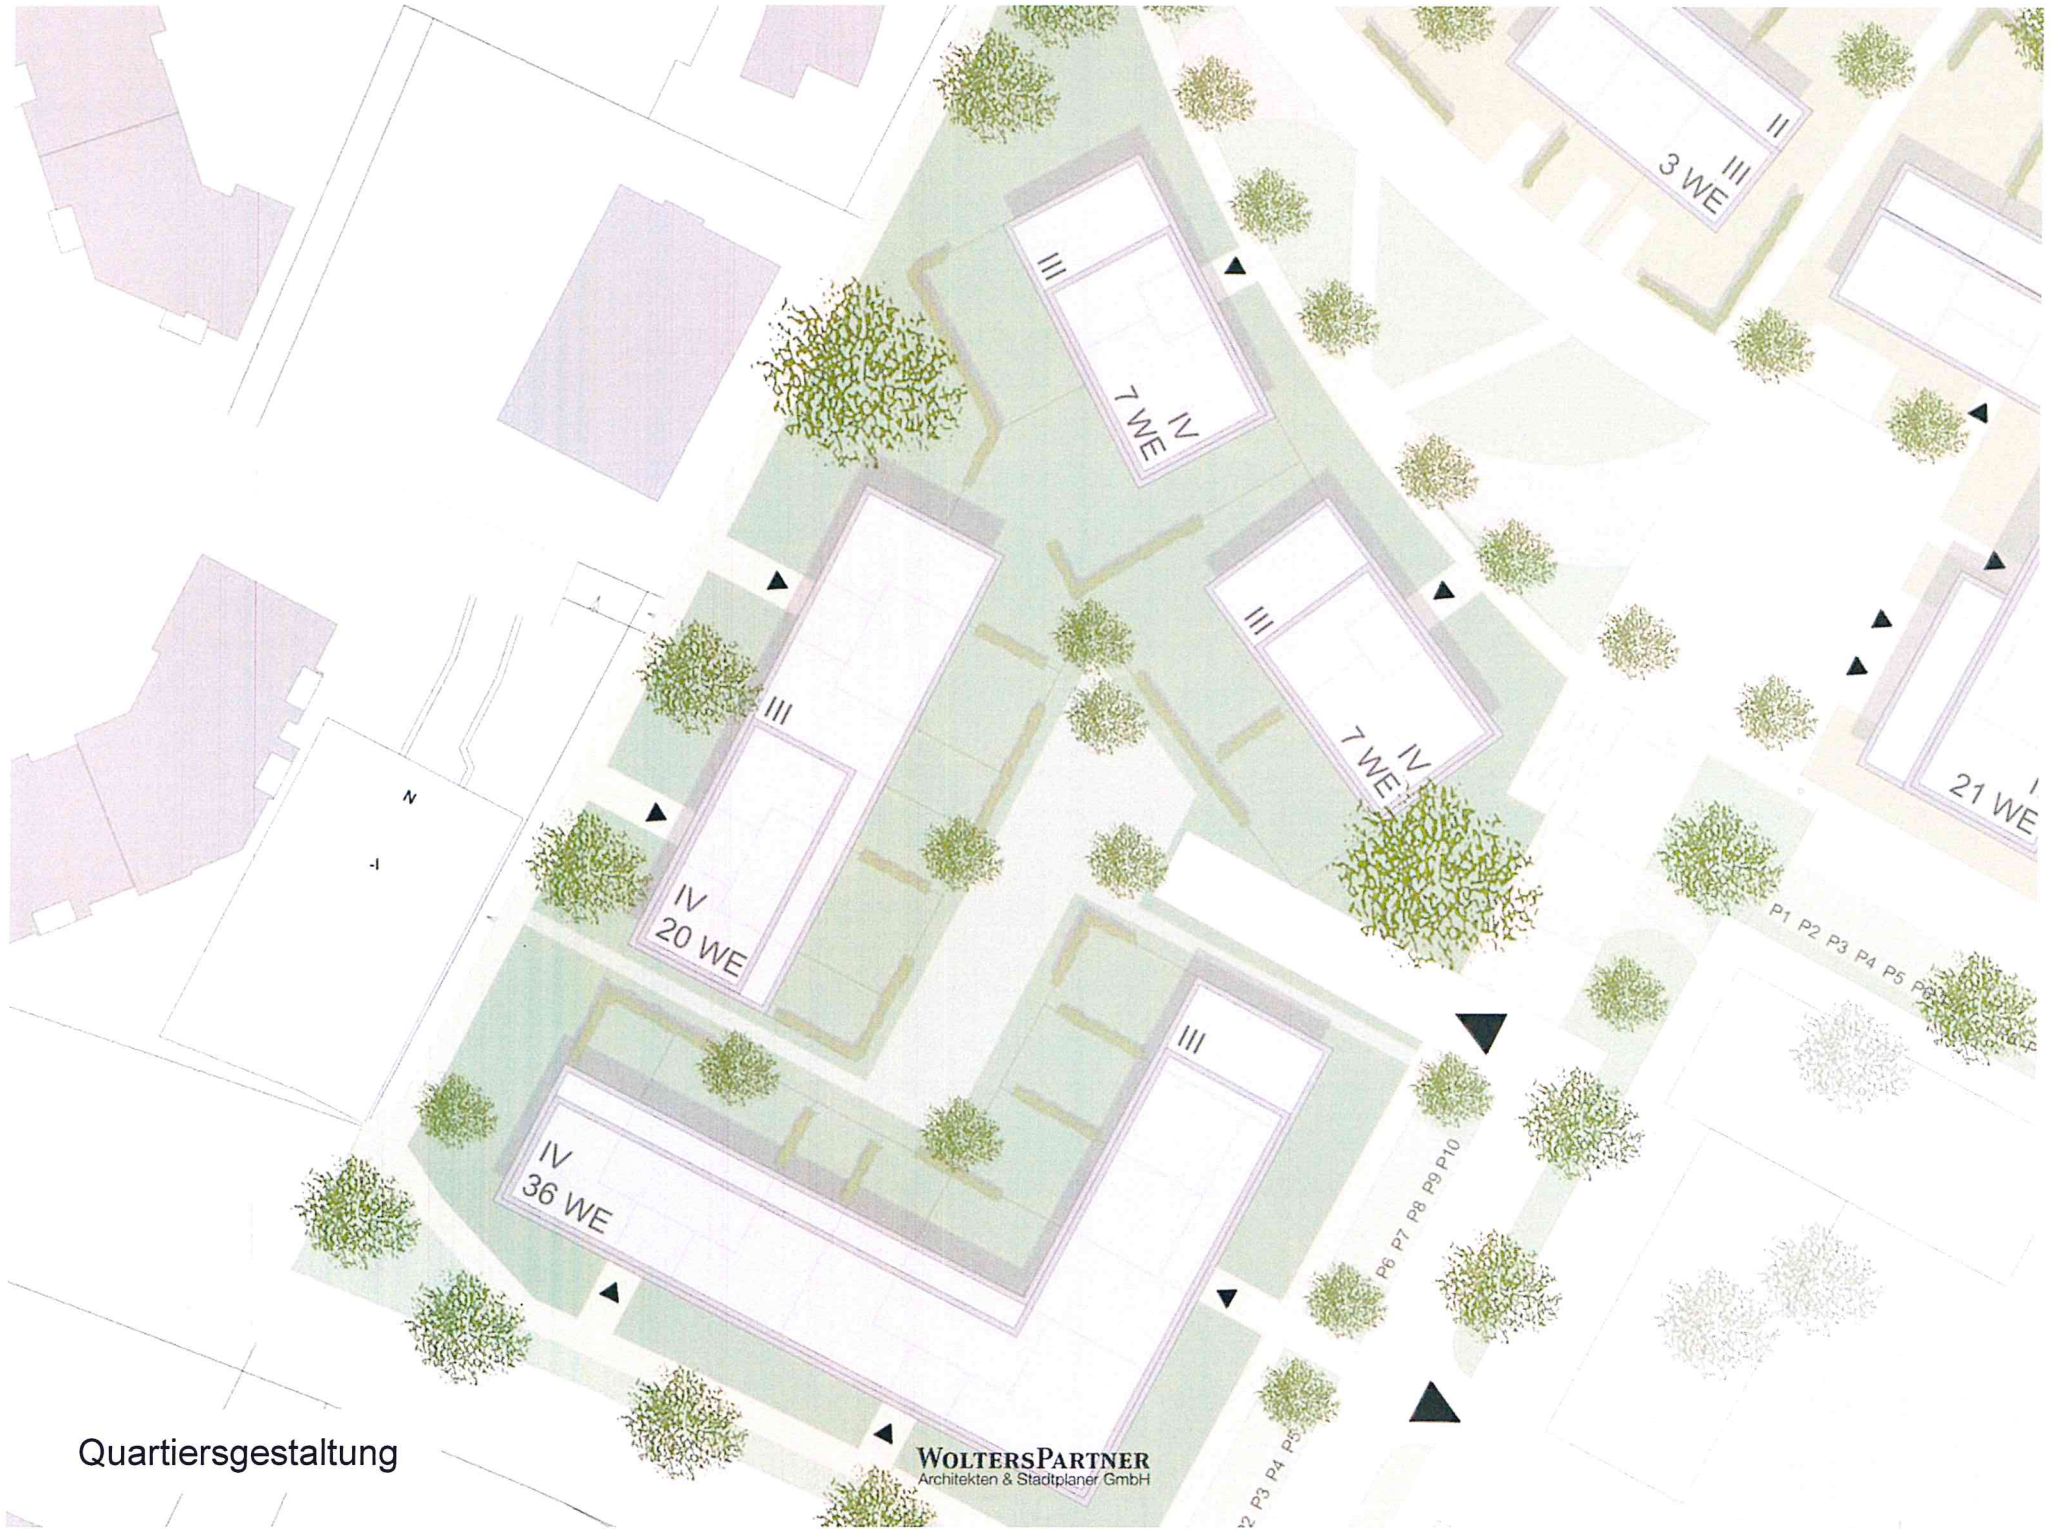 II
III
3 WE
III
IV
7 WE
III
IV
7 WE
III
IV
20 WE
21 WE
N
-I
P1 P2 P3 P4 P5 P6
III
IV
36 WE
P6 P7 P8 P9 P10
P3 P4 P5
Quartiersgestaltung
WOLTERSPARTNER
Architekten & Stadtplaner GmbH